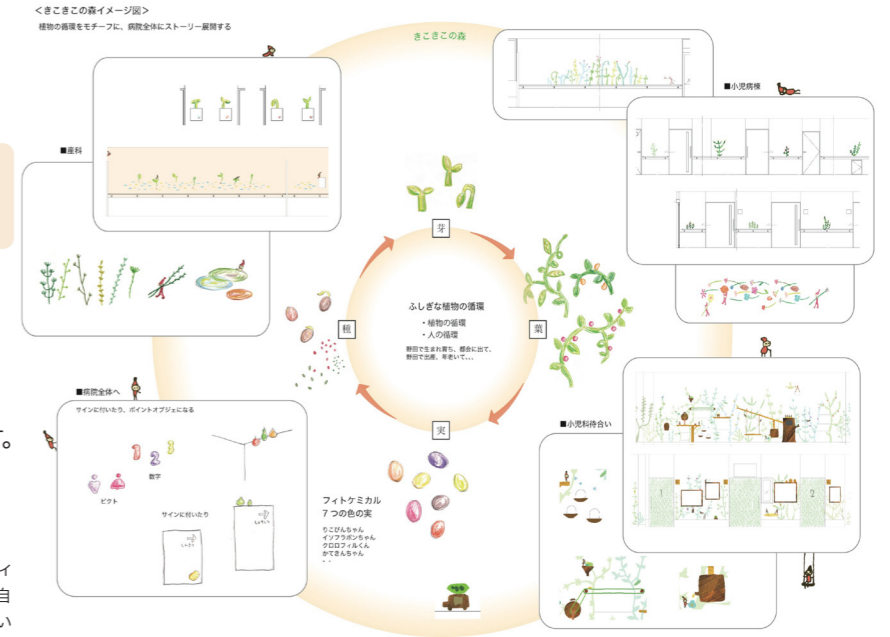 ＜きこきこの森イメージ図＞
植物の循環をモチーフに、病院全体にストーリー展開する
きこきこの森
■小児病棟
■産科
芽
ふしぎな植物の循環
・植物の循環
・人の循環
野田で生まれ育ち、都会に出て、
野田で出産、年老いて、、、
種
葉
実
■病院全体へ
サインに付いたり、ポイントオブジェになる
1 2 3
数字
ピクト
サインに付いたり
フィトケミカル
7つの色の実
りこぴんちゃん
イソフラボンちゃん
クロロフィルくん
かてきんちゃん
・・
■小児科待合い
1
2
す。
ィ
自
い